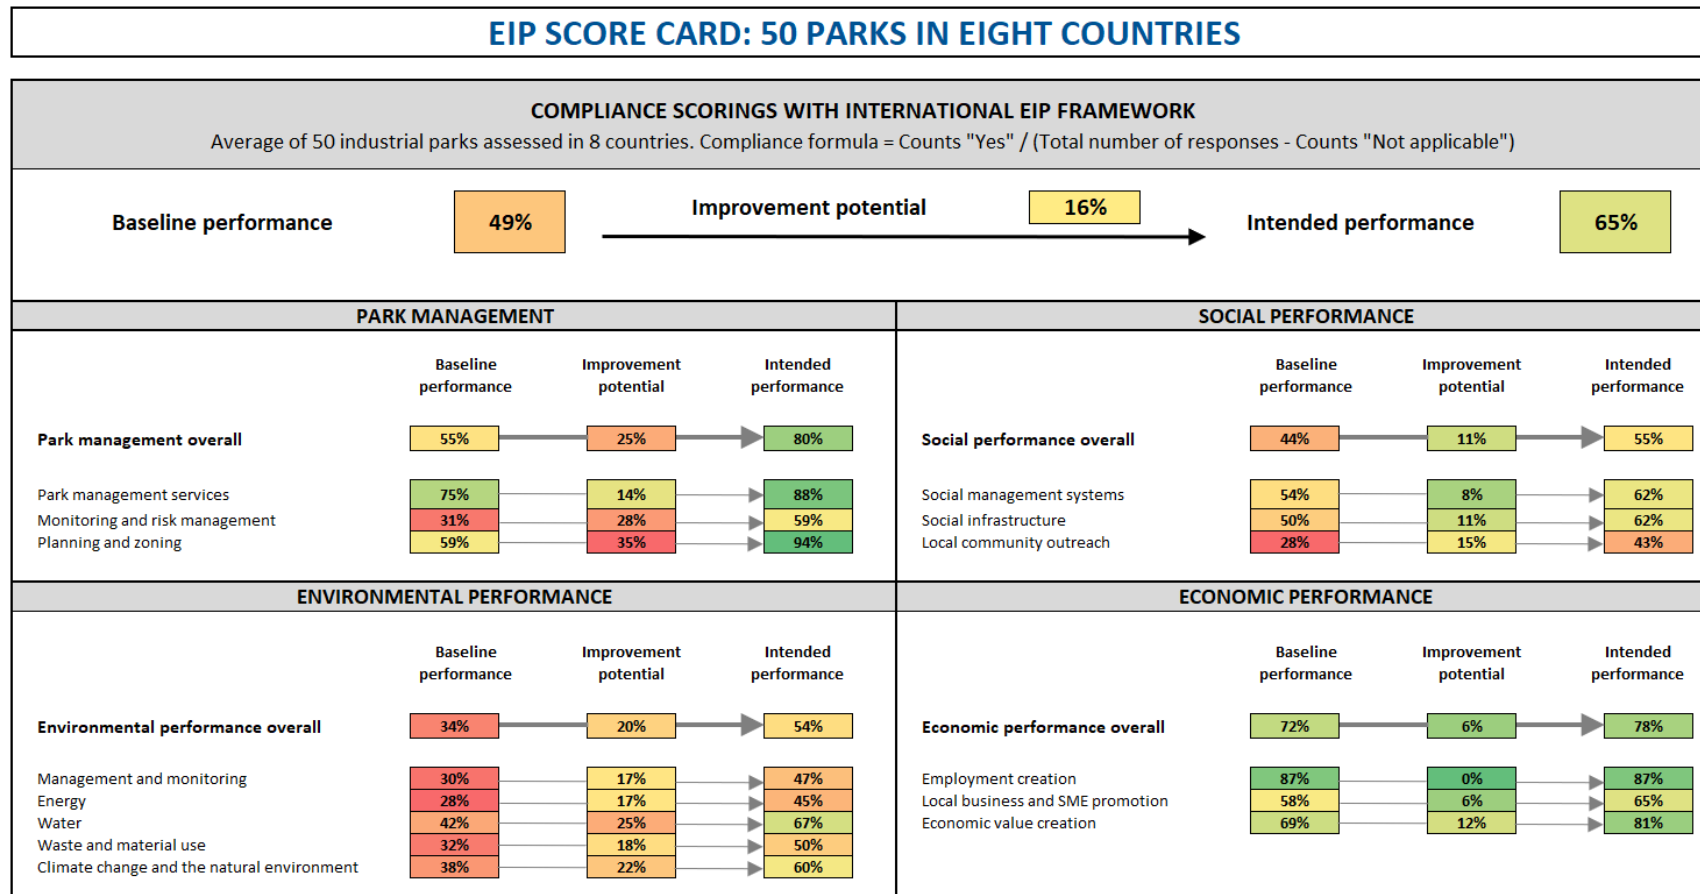 EIP SCORE CARD: 50 PARKS IN EIGHT COUNTRIES
COMPLIANCE SCORINGS WITH INTERNATIONAL EIP FRAMEWORK
Average of 50 industrial parks assessed in 8 countries. Compliance formula = Counts "Yes" / (Total number of responses - Counts "Not applicable")
Baseline performance 49% Improvement potential 16% Intended performance 65%
PARK MANAGEMENT
Baseline performance Improvement potential Intended performance
Park management overall 55% 25% 80%
Park management services 75% 14% 88%
Monitoring and risk management 31% 28% 59%
Planning and zoning 59% 35% 94%
SOCIAL PERFORMANCE
Baseline performance Improvement potential Intended performance
Social performance overall 44% 11% 55%
Social management systems 54% 8% 62%
Social infrastructure 50% 11% 62%
Local community outreach 28% 15% 43%
ENVIRONMENTAL PERFORMANCE
Baseline performance Improvement potential Intended performance
Environmental performance overall 34% 20% 54%
Management and monitoring 30% 17% 47%
Energy 28% 17% 45%
Water 42% 25% 67%
Waste and material use 32% 18% 50%
Climate change and the natural environment 38% 22% 60%
ECONOMIC PERFORMANCE
Baseline performance Improvement potential Intended performance
Economic performance overall 72% 6% 78%
Employment creation 87% 0% 87%
Local business and SME promotion 58% 6% 65%
Economic value creation 69% 12% 81%